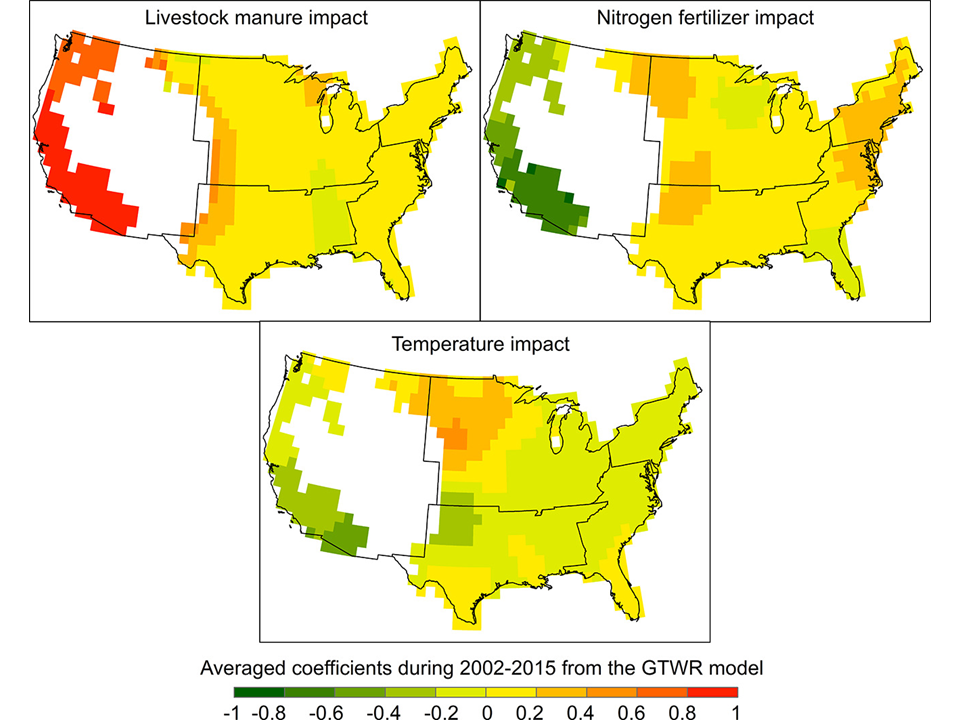 Livestock manure impact
Nitrogen fertilizer impact
Temperature impact
Averaged coefficients during 2002-2015 from the GTWR model
-1 -0.8 -0.6 -0.4 -0.2 0 0.2 0.4 0.6 0.8 1